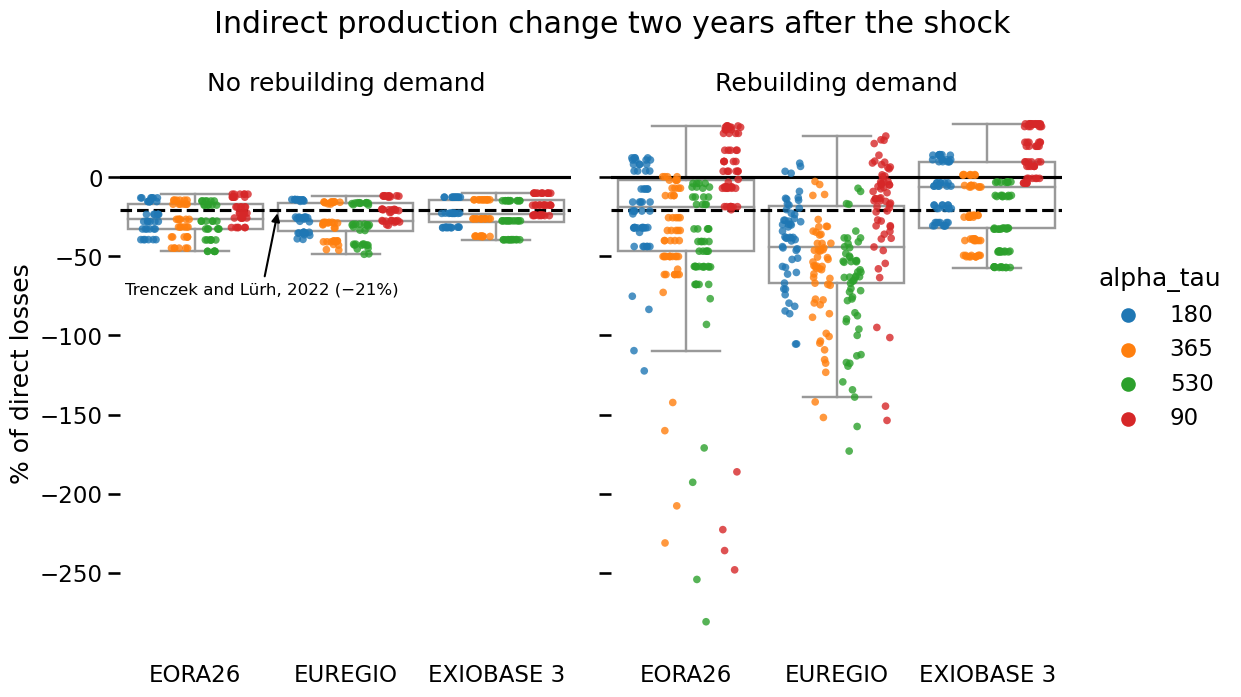 Indirect production change two years after the shock
No rebuilding demand
Rebuilding demand
% of direct losses
0
−50
−100
−150
−200
−250
Trenczek and Lürh, 2022 (−21%)
EORA26
EUREGIO
EXIOBASE 3
EORA26
EUREGIO
EXIOBASE 3
alpha_tau
180
365
530
90